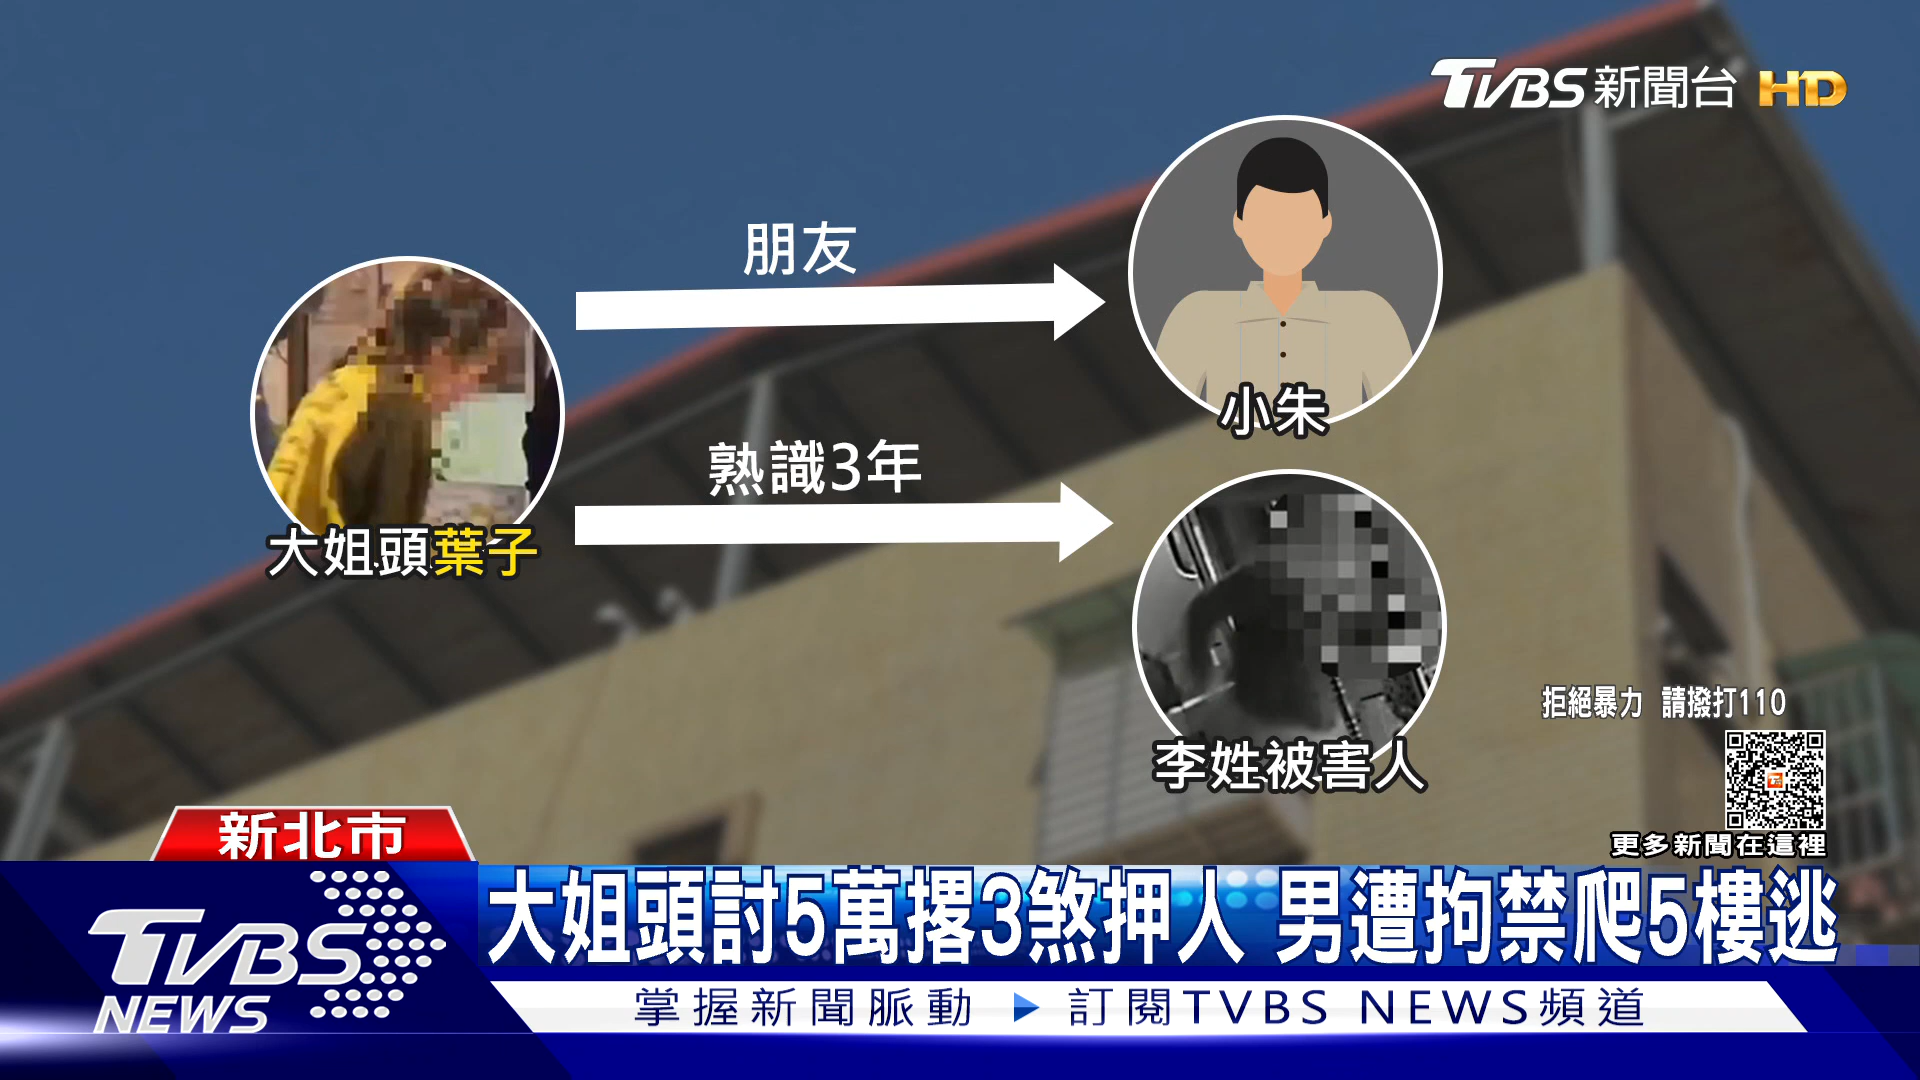 TVBS新聞台 HD
朋友
小朱
熟識3年
大姐頭葉子
李姓被害人
拒絕暴力 請撥打110
更多新聞在這裡
新北市
大姐頭討5萬撂3煞押人 男遭拘禁爬5樓逃
TVBS NEWS
掌握新聞脈動 訂閱TVBS NEWS頻道